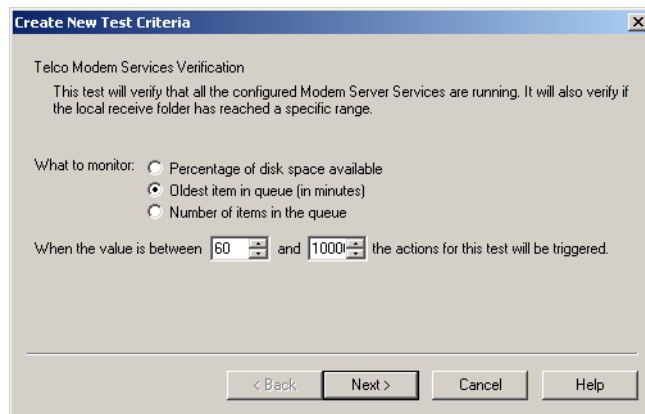 Create New Test Criteria
Telco Modem Services Verification
This test will verify that all the configured Modem Server Services are running. It will also verify if
the local receive folder has reached a specific range.
What to monitor: Percentage of disk space available
Oldest item in queue (in minutes)
Number of items in the queue
When the value is between 60 and 1000 the actions for this test will be triggered.
< Back Next > Cancel Help